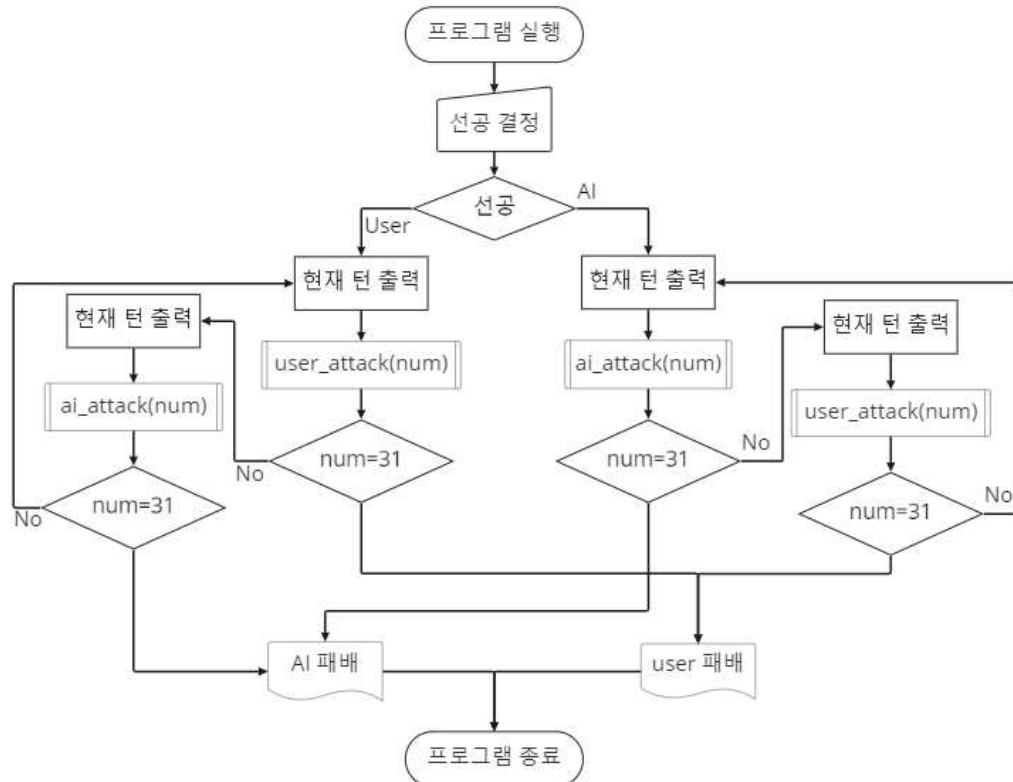 프로그램 실행
선공 결정
선공
User
AI
현재 턴 출력
현재 턴 출력
현재 턴 출력
현재 턴 출력
user_attack(num)
ai_attack(num)
ai_attack(num)
user_attack(num)
num=31
No
num=31
No
num=31
No
num=31
No
AI 패배
user 패배
프로그램 종료